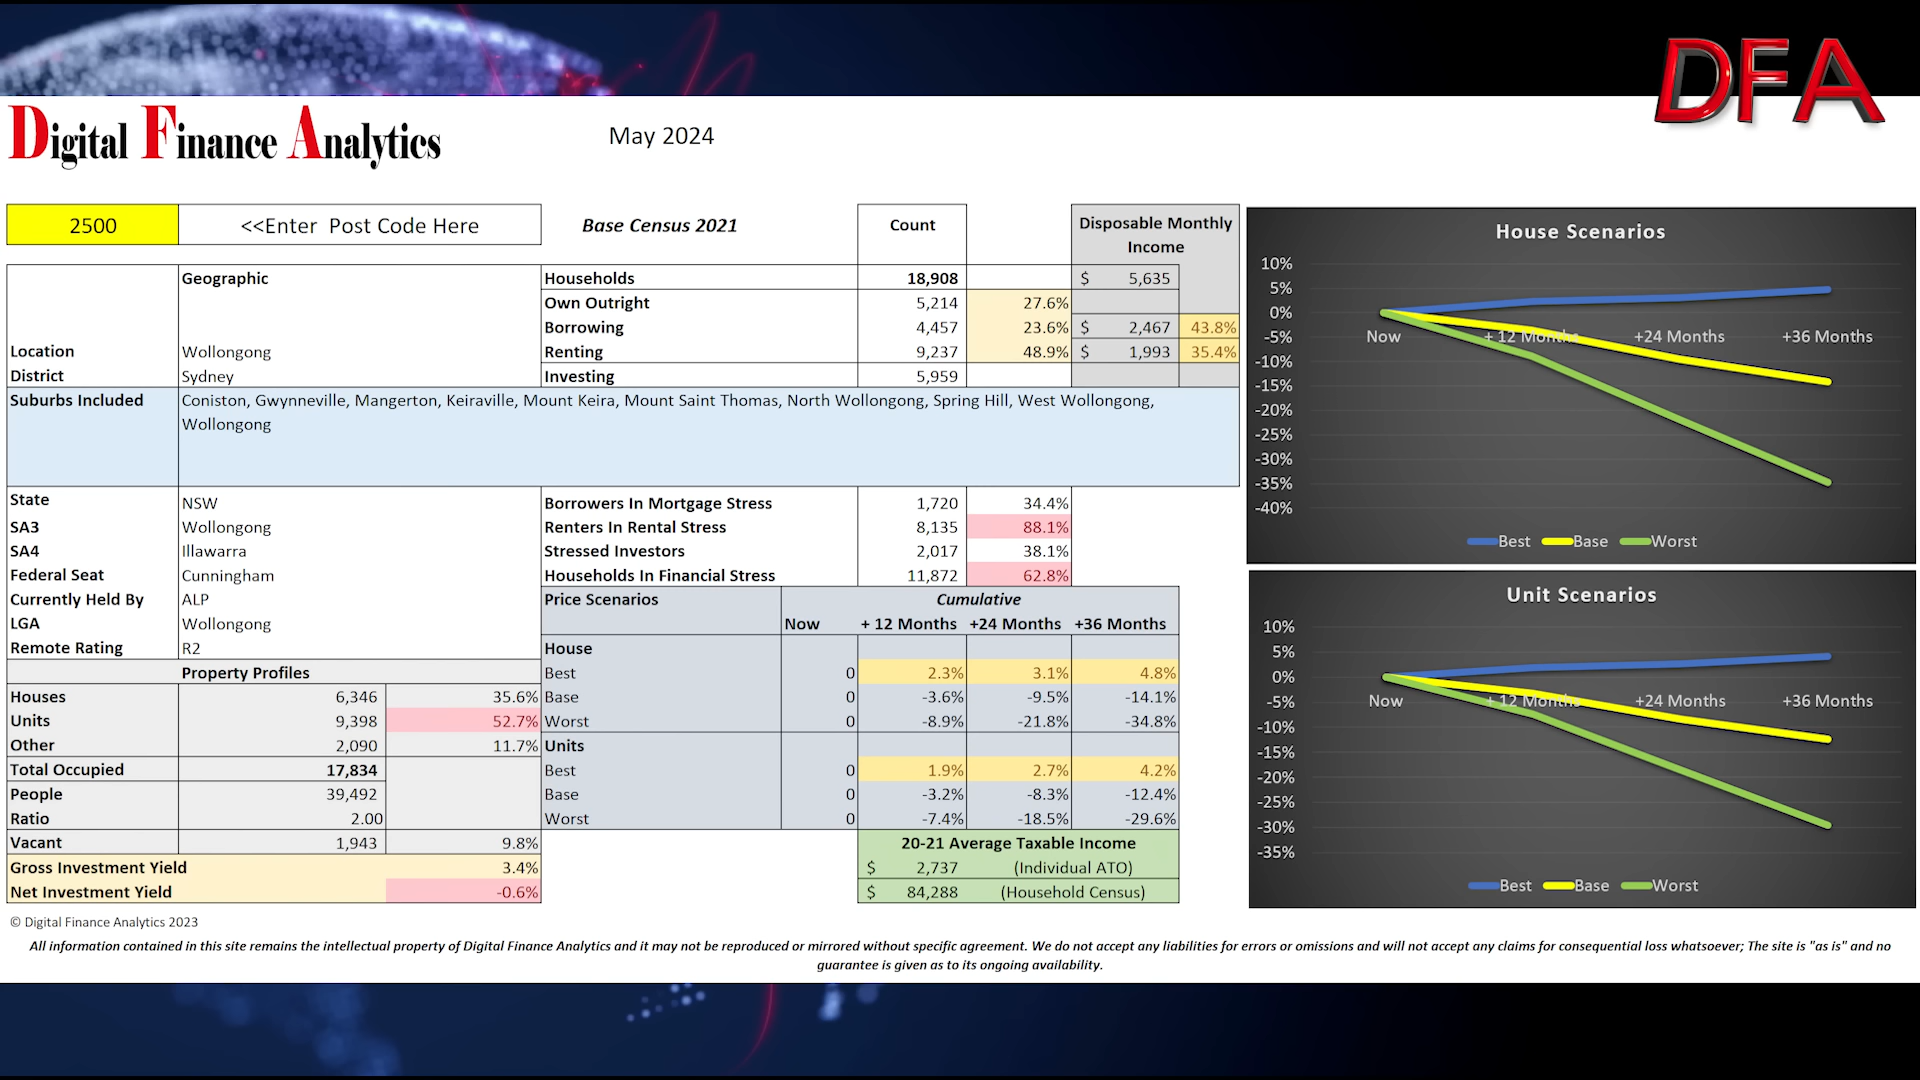 DFA
Digital Finance Analytics
May 2024
2500 <<Enter Post Code Here Base Census 2021 Count Disposable Monthly Income
Geographic Households 18,908 $ 5,635
Own Outright 5,214 27.6%
Borrowing 4,457 23.6% $ 2,467 43.8%
Location Wollongong Renting 9,237 48.9% $ 1,993 35.4%
District Sydney Investing 5,959
Suburbs Included Coniston, Gwynneville, Mangerton, Keiraville, Mount Keira, Mount Saint Thomas, North Wollongong, Spring Hill, West Wollongong,
Wollongong
State NSW Borrowers In Mortgage Stress 1,720 34.4%
SA3 Wollongong Renters In Rental Stress 8,135 88.1%
SA4 Illawarra Stressed Investors 2,017 38.1%
Federal Seat Cunningham Households In Financial Stress 11,872 62.8%
Currently Held By ALP Price Scenarios Cumulative
LGA Wollongong Now + 12 Months +24 Months +36 Months
Remote Rating R2 House
Property Profiles Best 0 2.3% 3.1% 4.8%
Houses 6,346 35.6% Base 0 -3.6% -9.5% -14.1%
Units 9,398 52.7% Worst 0 -8.9% -21.8% -34.8%
Other 2,090 11.7% Units
Total Occupied 17,834 Best 0 1.9% 2.7% 4.2%
People 39,492 Base 0 -3.2% -8.3% -12.4%
Ratio 2.00 Worst 0 -7.4% -18.5% -29.6%
Vacant 1,943 9.8% 20-21 Average Taxable Income
Gross Investment Yield 3.4% $ 2,737 (Individual ATO)
Net Investment Yield -0.6% $ 84,288 (Household Census)
House Scenarios
10%
5%
0%
-5% Now + 12 Months +24 Months +36 Months
-10%
-15%
-20%
-25%
-30%
-35%
-40%
Best Base Worst
Unit Scenarios
10%
5%
0%
-5% Now + 12 Months +24 Months +36 Months
-10%
-15%
-20%
-25%
-30%
-35%
Best Base Worst
© Digital Finance Analytics 2023
All information contained in this site remains the intellectual property of Digital Finance Analytics and it may not be reproduced or mirrored without specific agreement. We do not accept any liabilities for errors or omissions and will not accept any claims for consequential loss whatsoever; The site is "as is" and no
guarantee is given as to its ongoing availability.